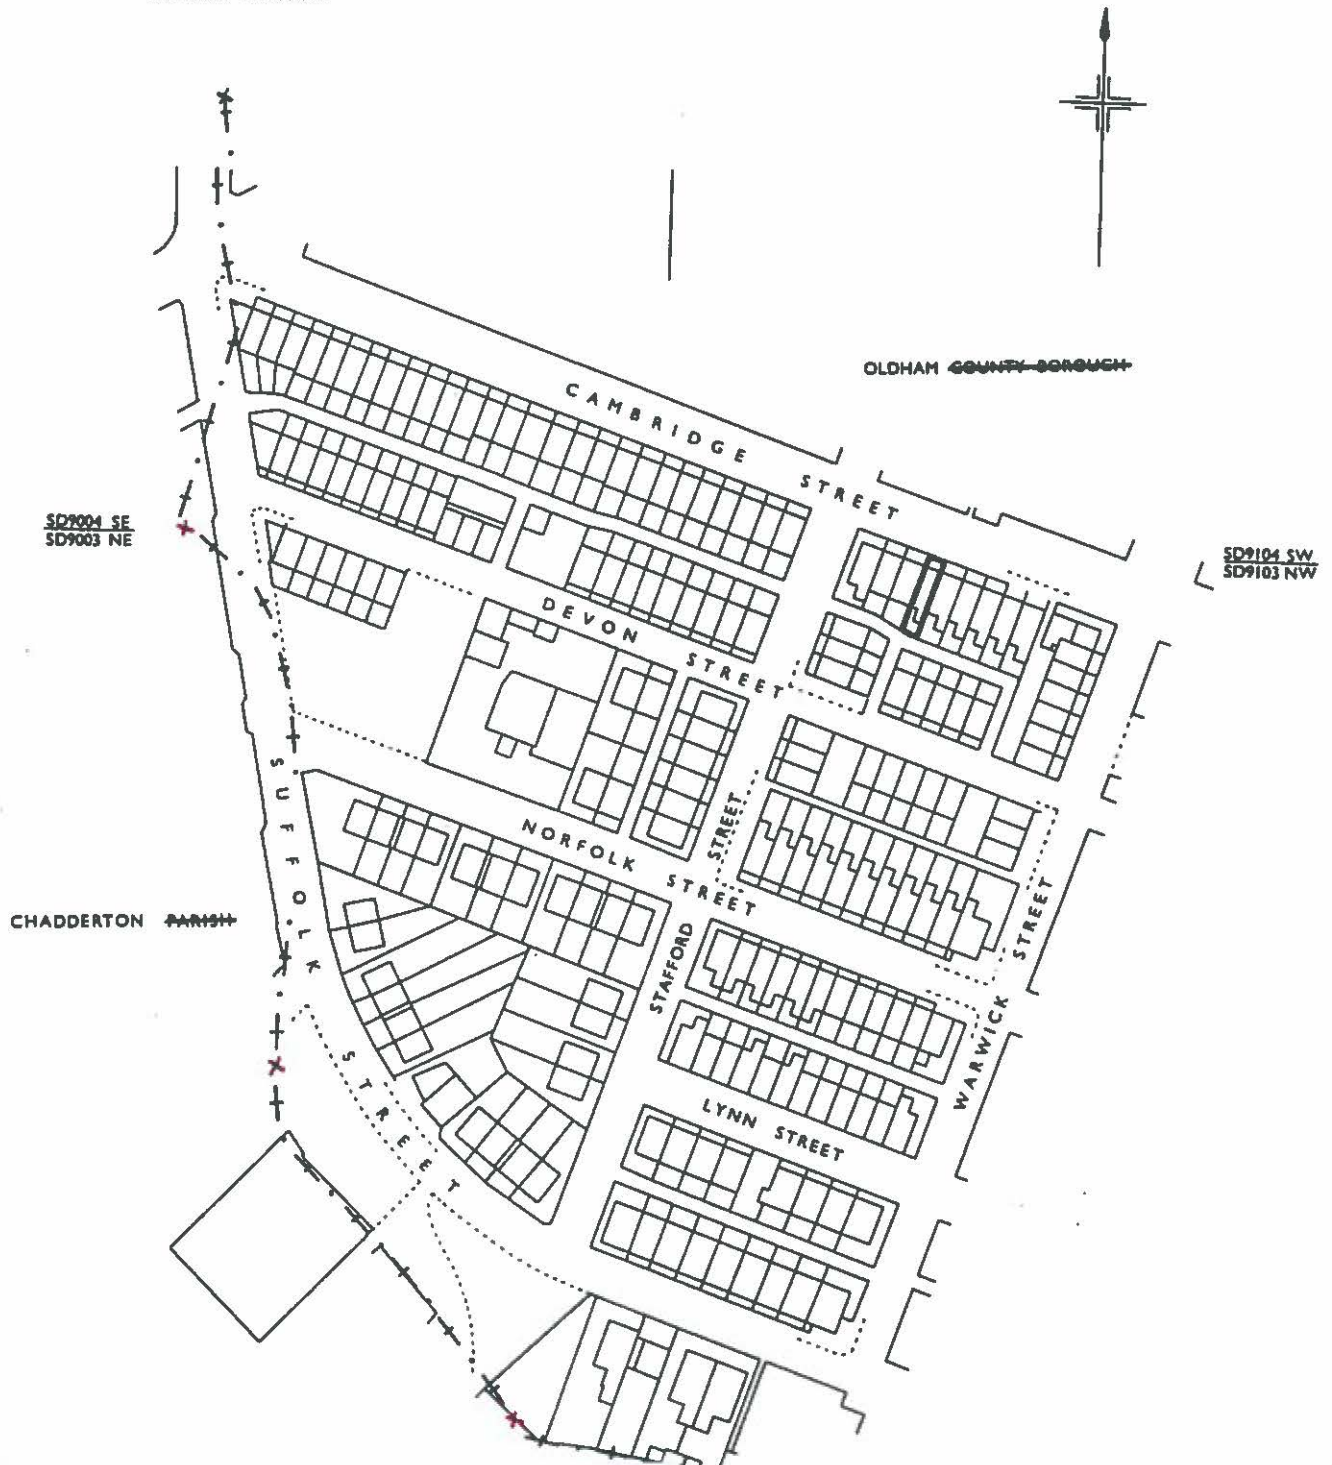 OLDHAM COUNTY BOROUGH
CAMBRIDGE STREET
SD9004 SE
SD9003 NE
SD9104 SW
SD9103 NW
DEVON STREET
SUFFOLK STREET
NORFOLK STREET
STAFFORD STREET
WARWICK STREET
CHADDERTON PARISH
LYNN STREET